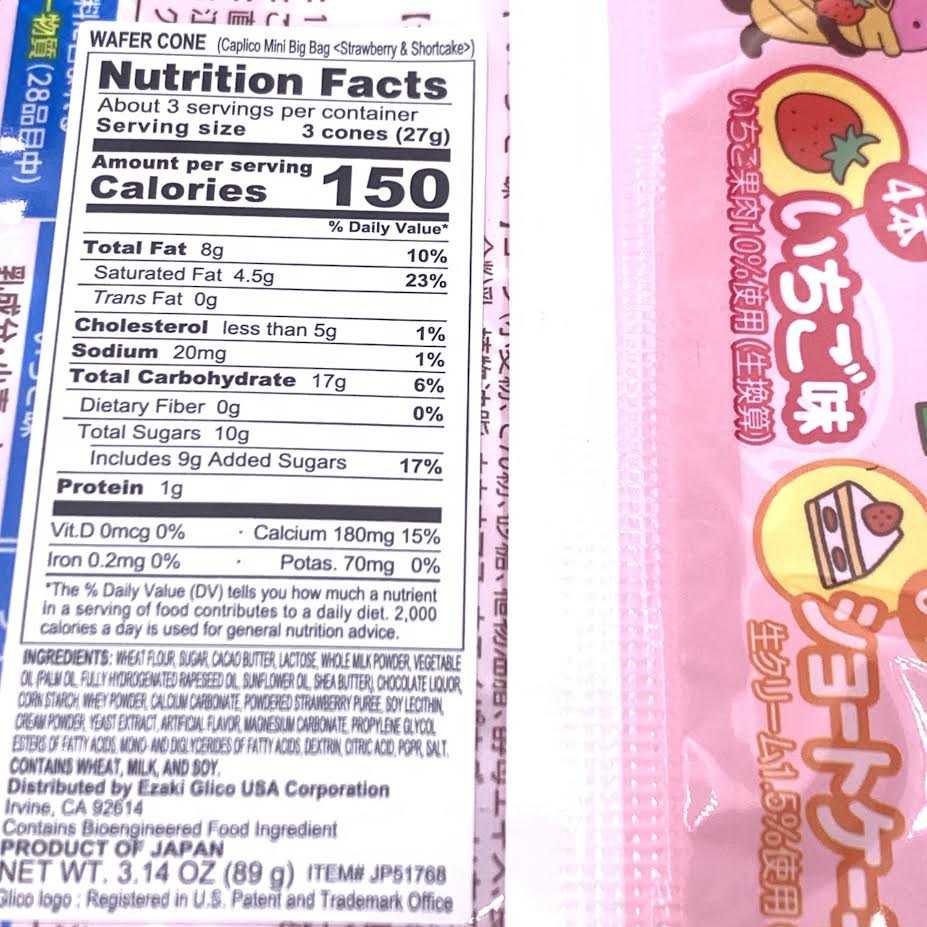 WAFER CONE (Caplico Mini Big Bag <Strawberry & Shortcake>)
Nutrition Facts
About 3 servings per container
Serving size 3 cones (27g)
Amount per serving
Calories 150
% Daily Value*
Total Fat 8g 10%
Saturated Fat 4.5g 23%
Trans Fat 0g
Cholesterol less than 5g 1%
Sodium 20mg 1%
Total Carbohydrate 17g 6%
Dietary Fiber 0g 0%
Total Sugars 10g
Includes 9g Added Sugars 17%
Protein 1g
Vit.D 0mcg 0% · Calcium 180mg 15%
Iron 0.2mg 0% · Potas. 70mg 0%
*The % Daily Value (DV) tells you how much a nutrient
in a serving of food contributes to a daily diet. 2,000
calories a day is used for general nutrition advice.
INGREDIENTS: WHEAT FLOUR, SUGAR, CACAO BUTTER, LACTOSE, WHOLE MILK POWDER, VEGETABLE
OIL (PALM OIL, FULLY HYDROGENATED RAPESEED OIL, SUNFLOWER OIL, SHEA BUTTER), CHOCOLATE LIQUOR,
CORN STARCH, WHEY POWDER, CALCIUM CARBONATE, POWDERED STRAWBERRY PUREE, SOY LECITHIN,
CREAM POWDER, YEAST EXTRACT, ARTIFICIAL FLAVOR, MAGNESIUM CARBONATE, PROPYLENE GLYCOL
ESTERS OF FATTY ACIDS, MONO- AND DIGLYCERIDES OF FATTY ACIDS, DEXTRIN, CITRIC ACID, PGPR, SALT.
CONTAINS WHEAT, MILK, AND SOY.
Distributed by Ezaki Glico USA Corporation
Irvine, CA 92614
Contains Bioengineered Food Ingredient
PRODUCT OF JAPAN
NET WT. 3.14 OZ (89 g) ITEM# JP51768
Glico logo : Registered in U.S. Patent and Trademark Office
物質(28品目中)
乳成分・小麦
4本
いちご味
いちご果肉10%使用(生換算)
ショートケー
生クリーム1.5%使用